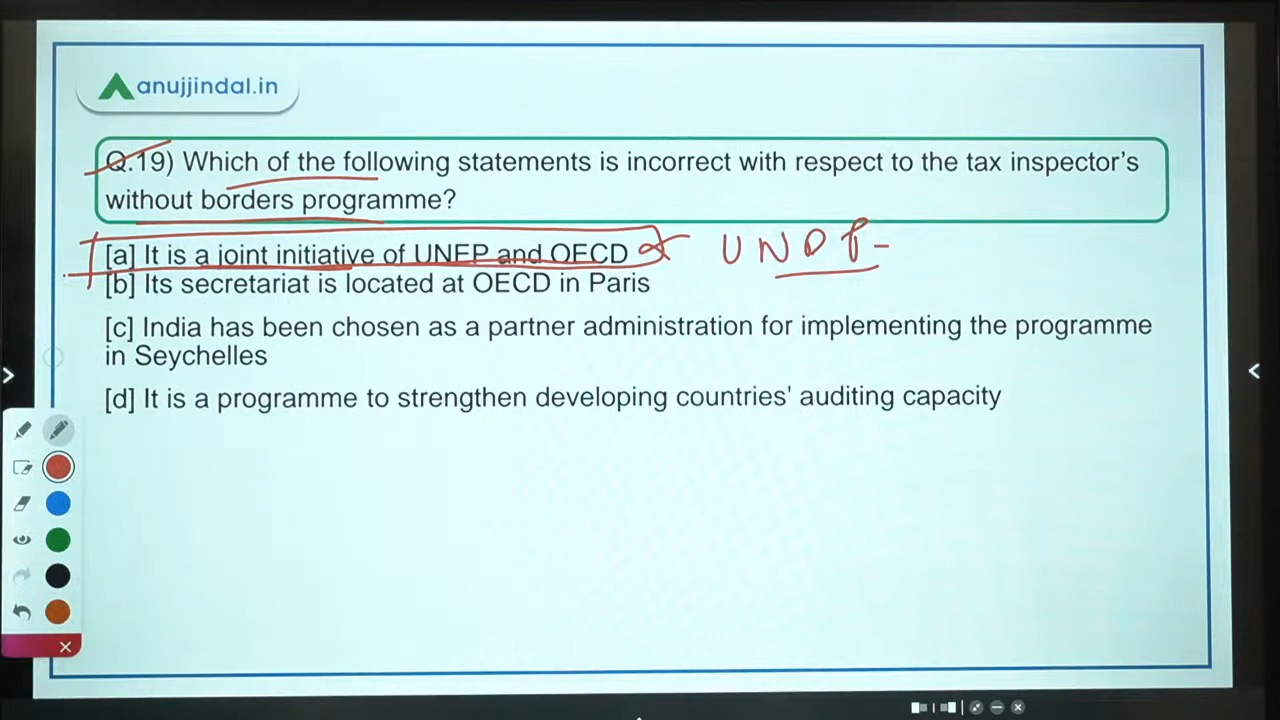 anujjindal.in
Q.19) Which of the following statements is incorrect with respect to the tax inspector's
without borders programme?
[a] It is a joint initiative of UNEP and OECD UNDP-
[b] Its secretariat is located at OECD in Paris
[c] India has been chosen as a partner administration for implementing the programme
in Seychelles
[d] It is a programme to strengthen developing countries' auditing capacity